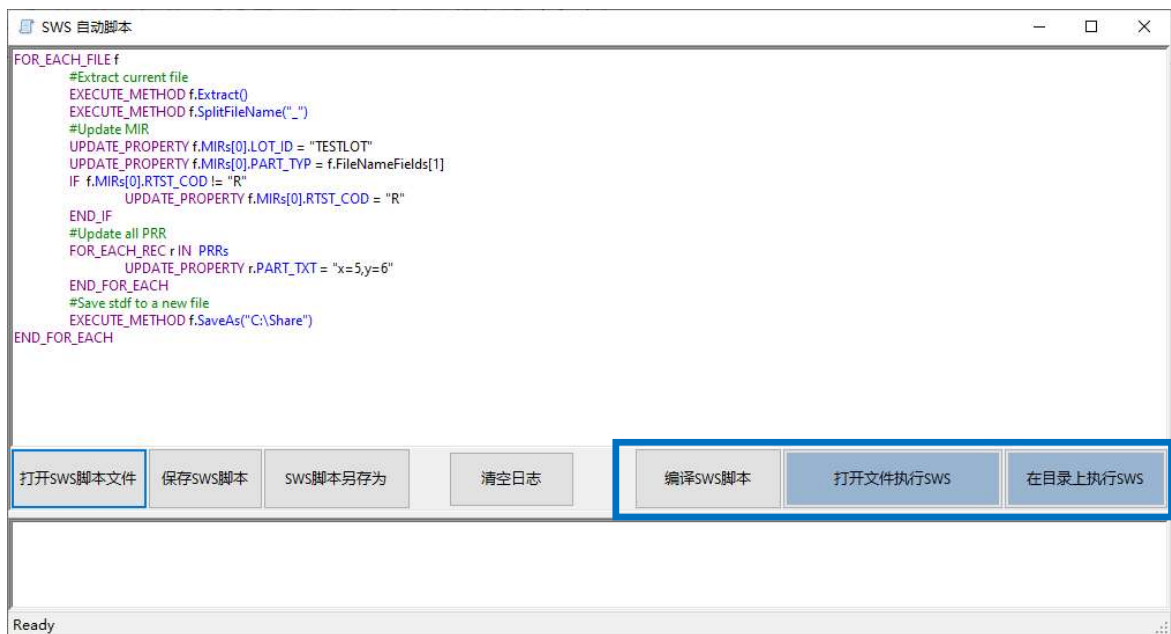 SWS 自动脚本
FOR_EACH_FILE f
#Extract current file
EXECUTE_METHOD f.Extract()
EXECUTE_METHOD f.SplitFileName("_")
#Update MIR
UPDATE_PROPERTY f.MIRs[0].LOT_ID = "TESTLOT"
UPDATE_PROPERTY f.MIRs[0].PART_TYP = f.FileNameFields[1]
IF f.MIRs[0].RTST_COD != "R"
UPDATE_PROPERTY f.MIRs[0].RTST_COD = "R"
END_IF
#Update all PRR
FOR_EACH_REC r IN PRRs
UPDATE_PROPERTY r.PART_TXT = "x=5,y=6"
END_FOR_EACH
#Save stdf to a new file
EXECUTE_METHOD f.SaveAs("C:\Share")
END_FOR_EACH
打开SWS脚本文件 保存SWS脚本 SWS脚本另存为 清空日志 编译SWS脚本 打开文件执行SWS 在目录上执行SWS
Ready